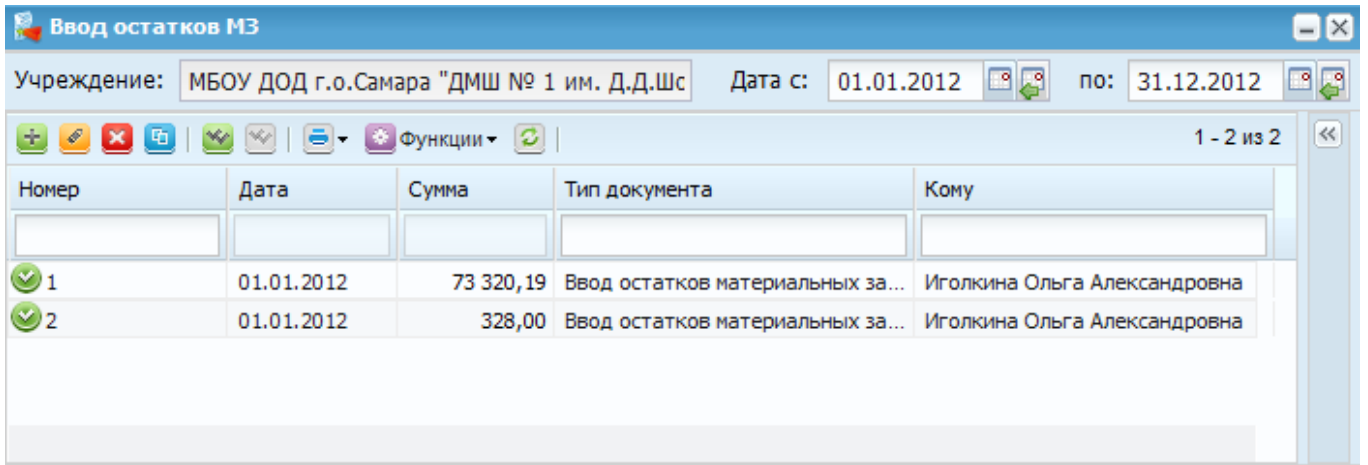 Ввод остатков МЗ
Учреждение: МБОУ ДОД г.о.Самара "ДМШ № 1 им. Д.Д.Шо Дата с: 01.01.2012 по: 31.12.2012
Функции 1 - 2 из 2
Номер Дата Сумма Тип документа Кому
1 01.01.2012 73 320,19 Ввод остатков материальных за... Иголкина Ольга Александровна
2 01.01.2012 328,00 Ввод остатков материальных за... Иголкина Ольга Александровна